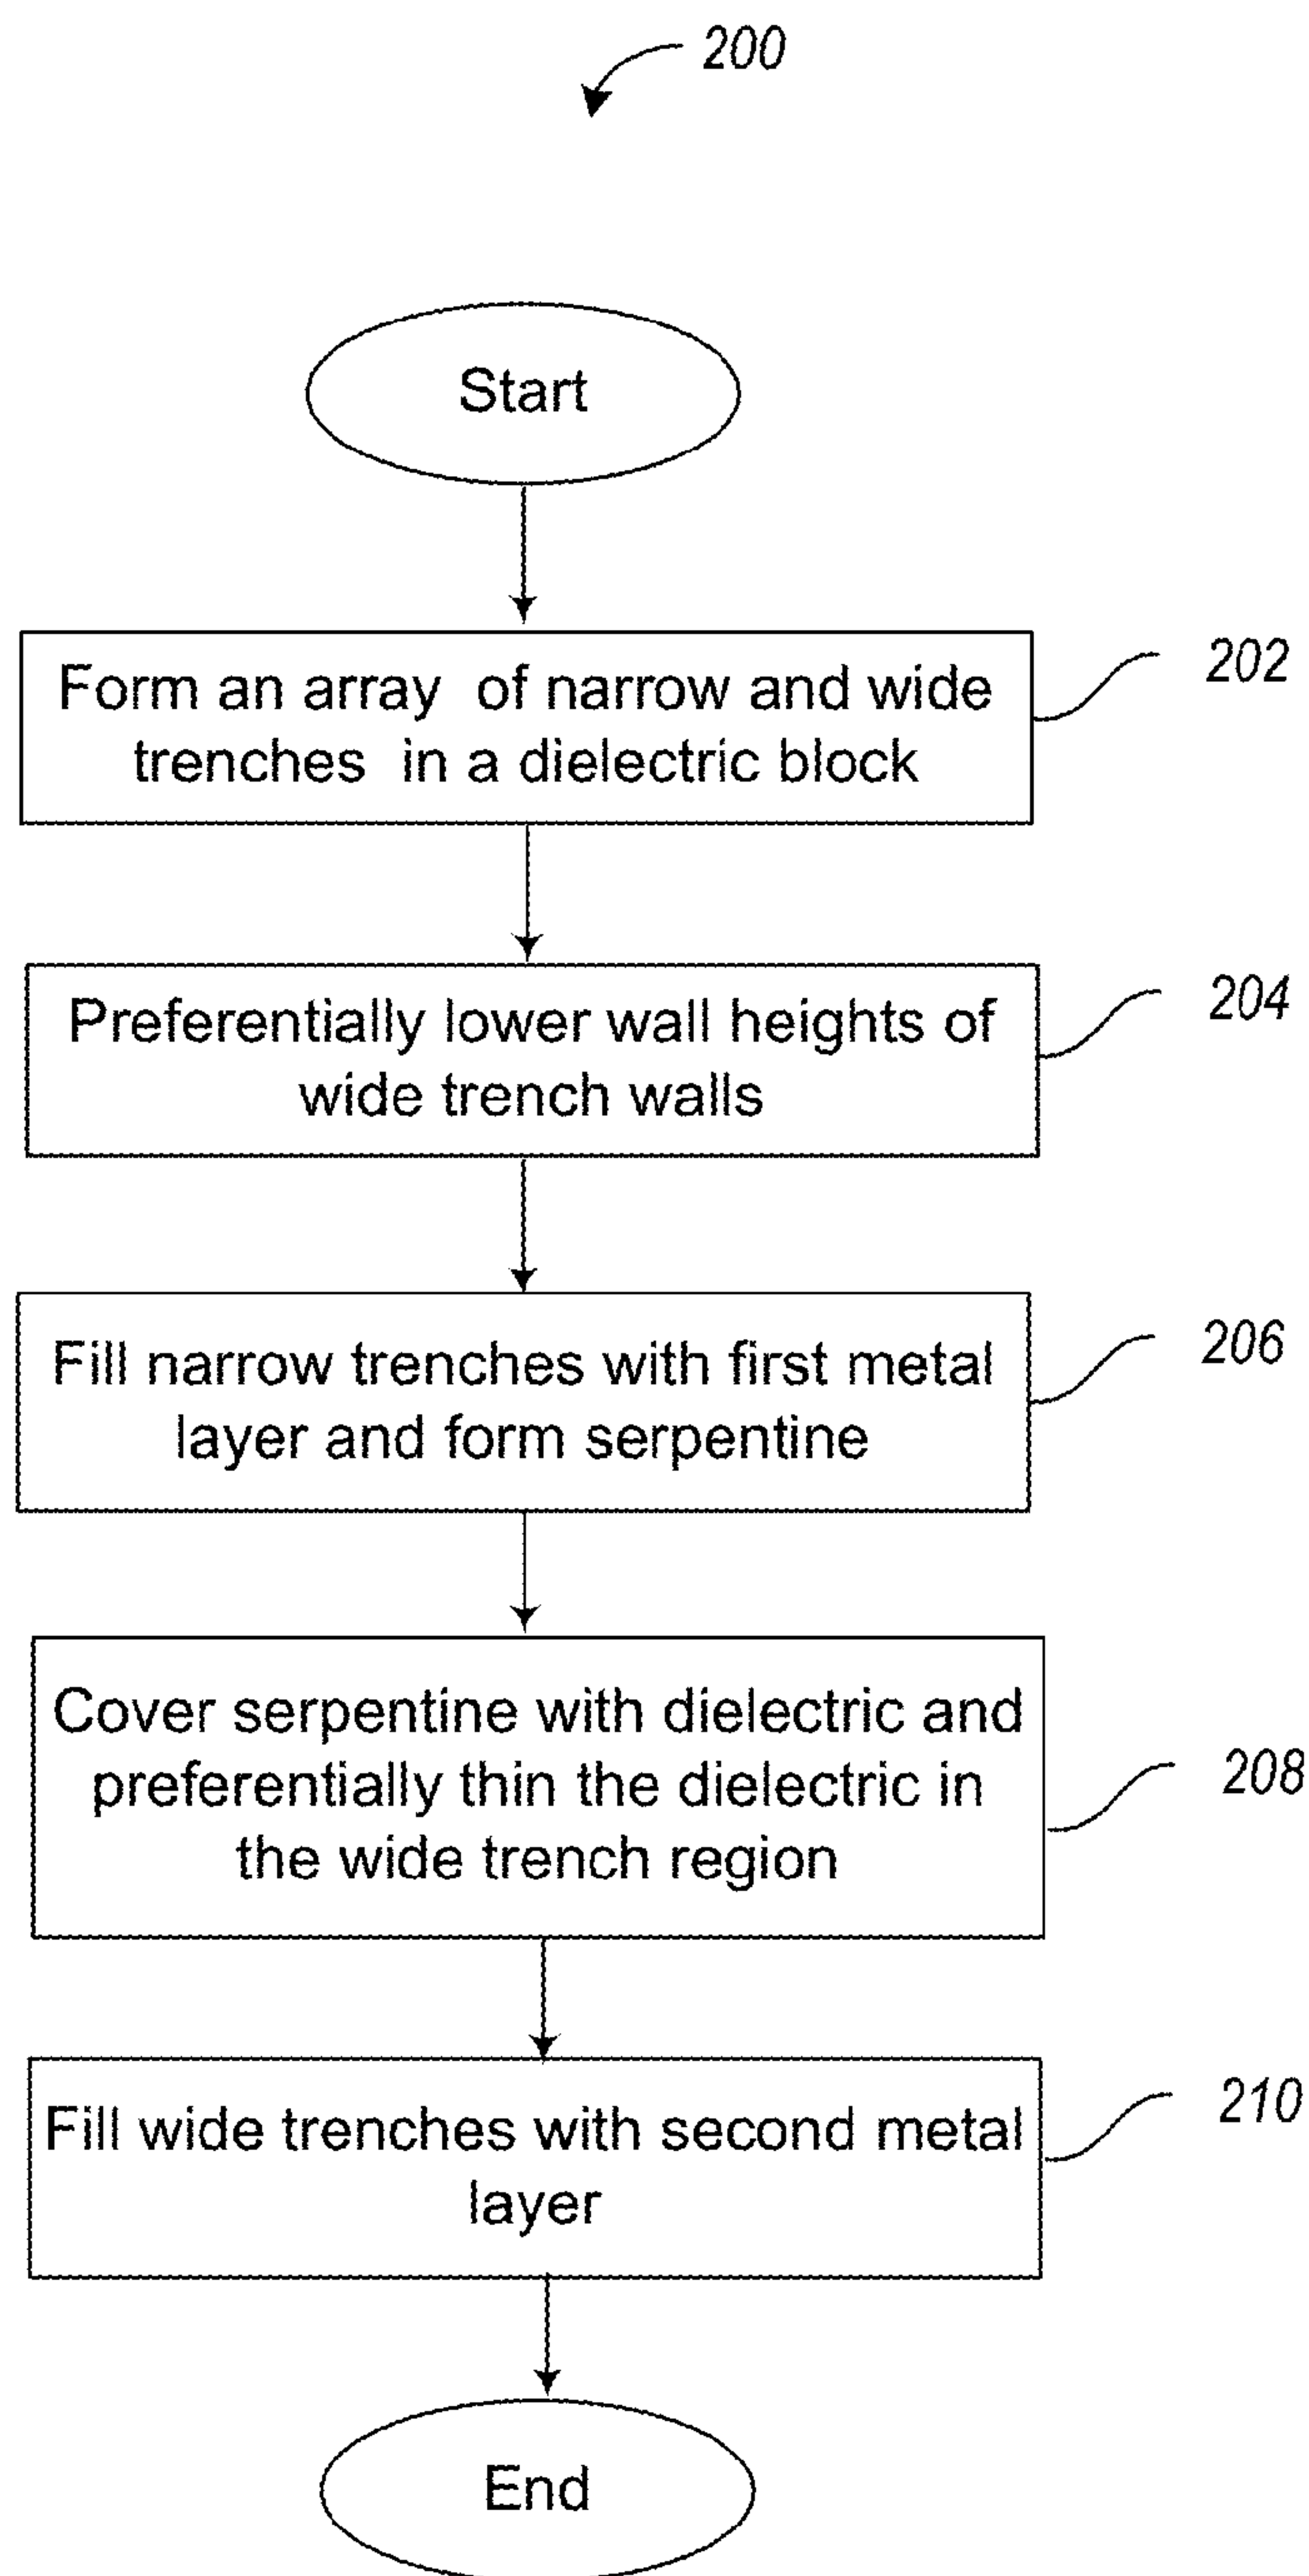 200
Start
Form an array of narrow and wide
trenches in a dielectric block
202
Preferentially lower wall heights of
wide trench walls
204
Fill narrow trenches with first metal
layer and form serpentine
206
Cover serpentine with dielectric and
preferentially thin the dielectric in
the wide trench region
208
Fill wide trenches with second metal
layer
210
End